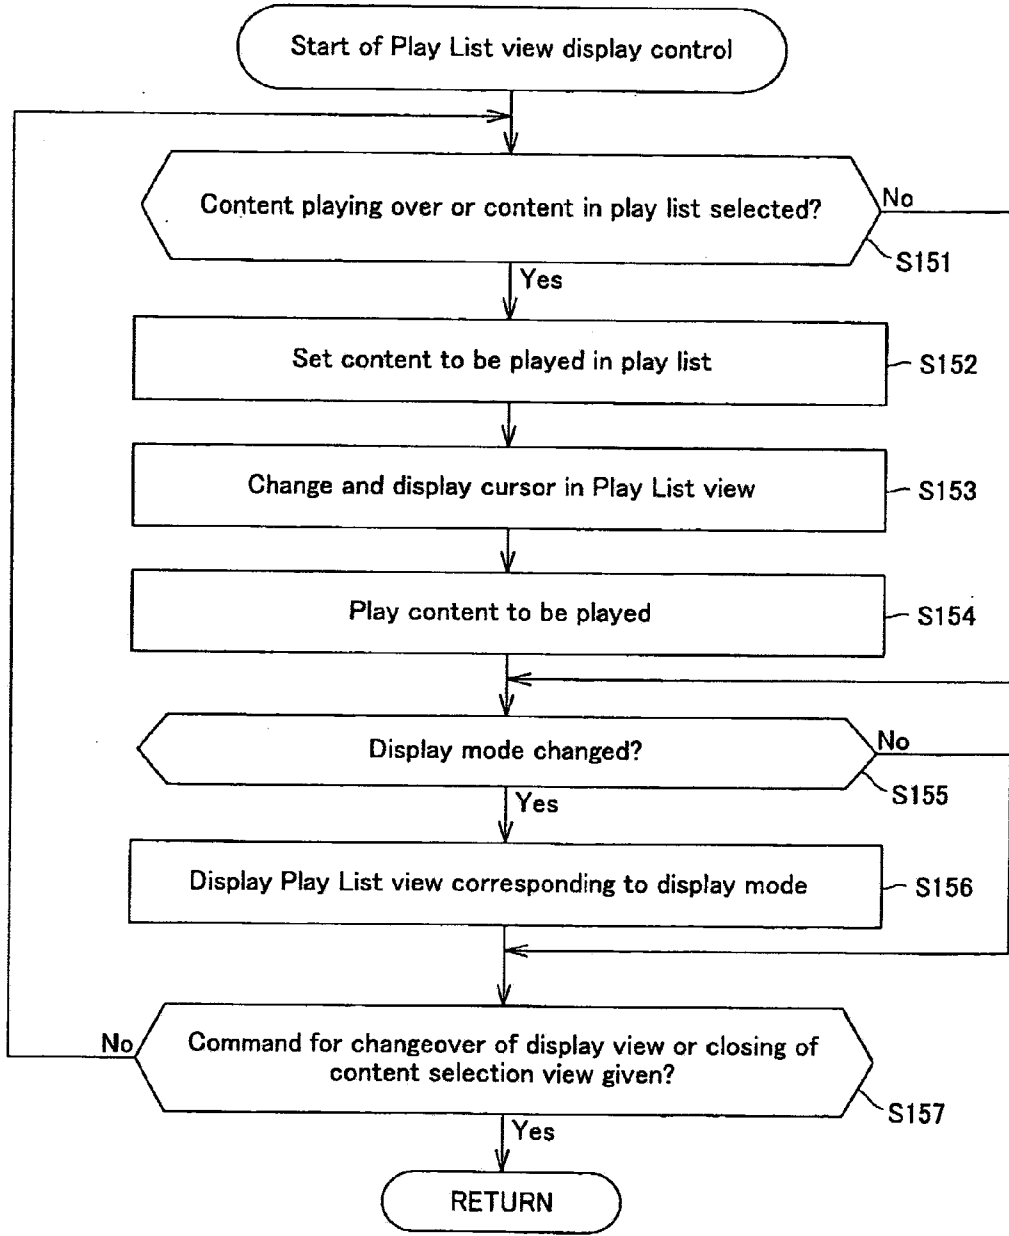 Start of Play List view display control
Content playing over or content in play list selected?
No
S151
Yes
Set content to be played in play list
S152
Change and display cursor in Play List view
S153
Play content to be played
S154
Display mode changed?
No
S155
Yes
Display Play List view corresponding to display mode
S156
No
Command for changeover of display view or closing of
content selection view given?
S157
Yes
RETURN